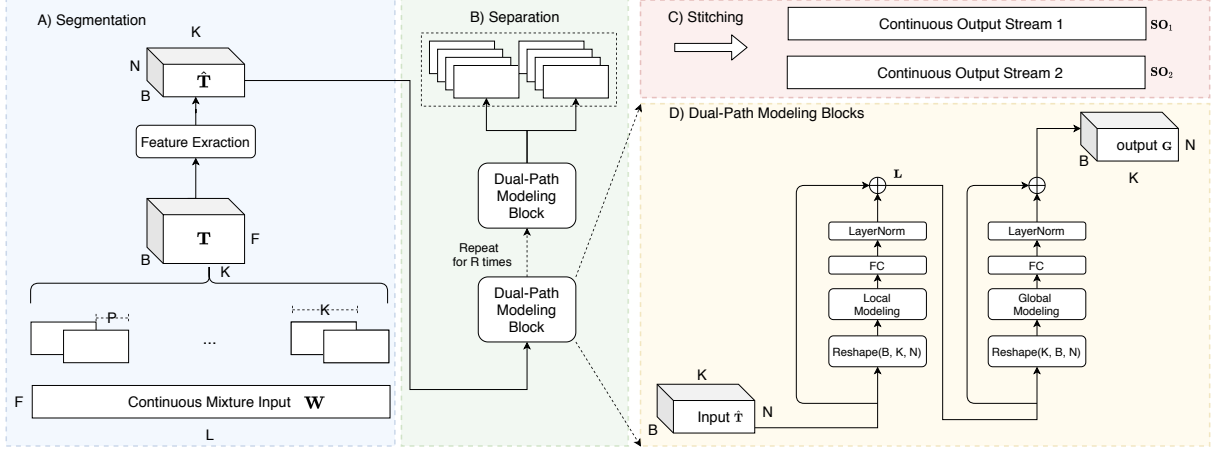 A) Segmentation
K
N
T̂
B
Feature Exraction
T
F
B
K
P
...
K
F
Continuous Mixture Input W
L
B) Separation
Dual-Path
Modeling
Block
Repeat
for R times
Dual-Path
Modeling
Block
C) Stitching
Continuous Output Stream 1
SO₁
Continuous Output Stream 2
SO₂
D) Dual-Path Modeling Blocks
output G
N
B
K
L
LayerNorm
FC
Local
Modeling
Reshape(B, K, N)
LayerNorm
FC
Global
Modeling
Reshape(K, B, N)
K
Input T̂
N
B